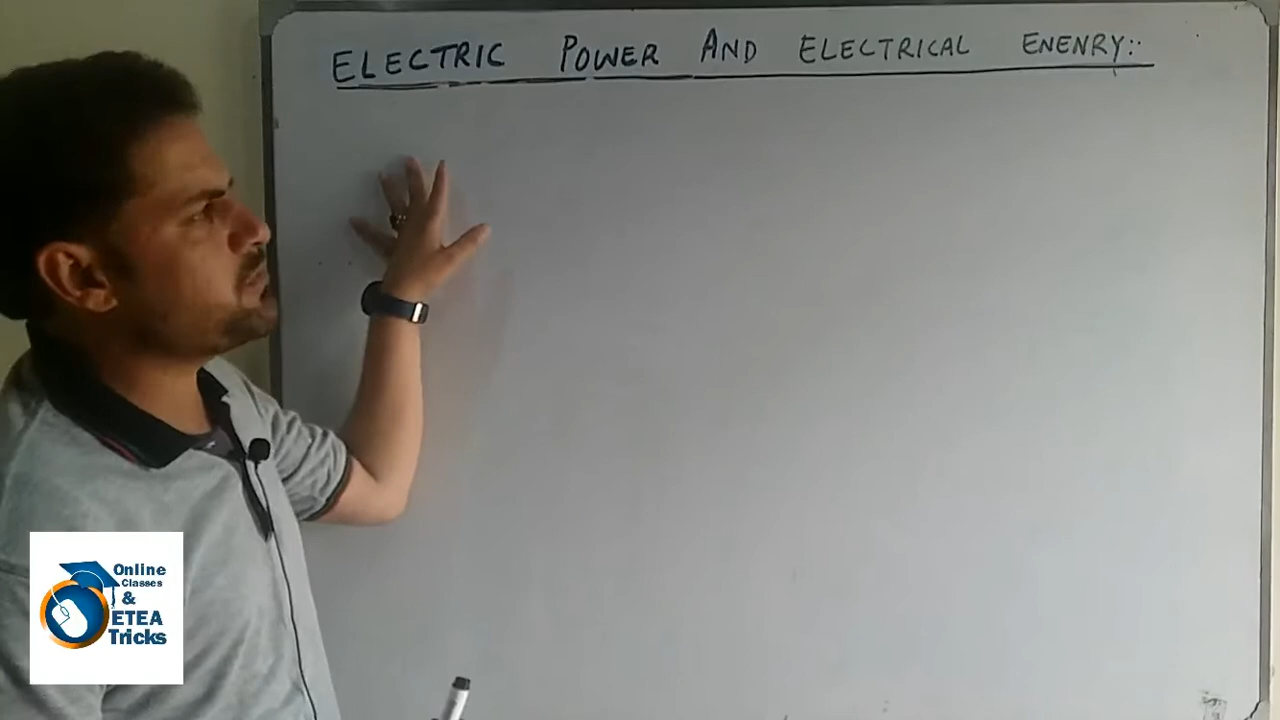 ELECTRIC POWER AND ELECTRICAL ENENRY::
Online
Classes
&
ETEA
Tricks